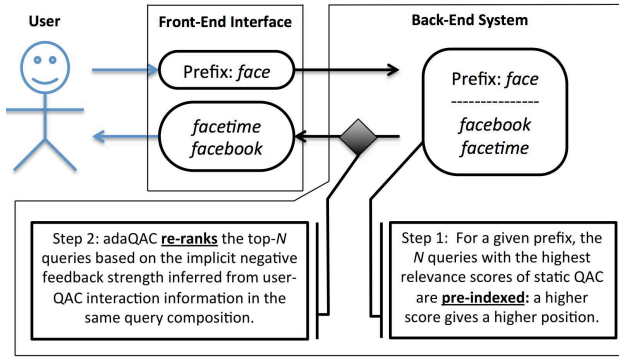 User
Front-End Interface
Back-End System
Prefix: face
facetime
facebook
Prefix: face
---------------
facebook
facetime
Step 2: adaQAC re-ranks the top-N
queries based on the implicit negative
feedback strength inferred from user-
QAC interaction information in the
same query composition.
Step 1:  For a given prefix, the
N queries with the highest
relevance scores of static QAC
are pre-indexed: a higher
score gives a higher position.